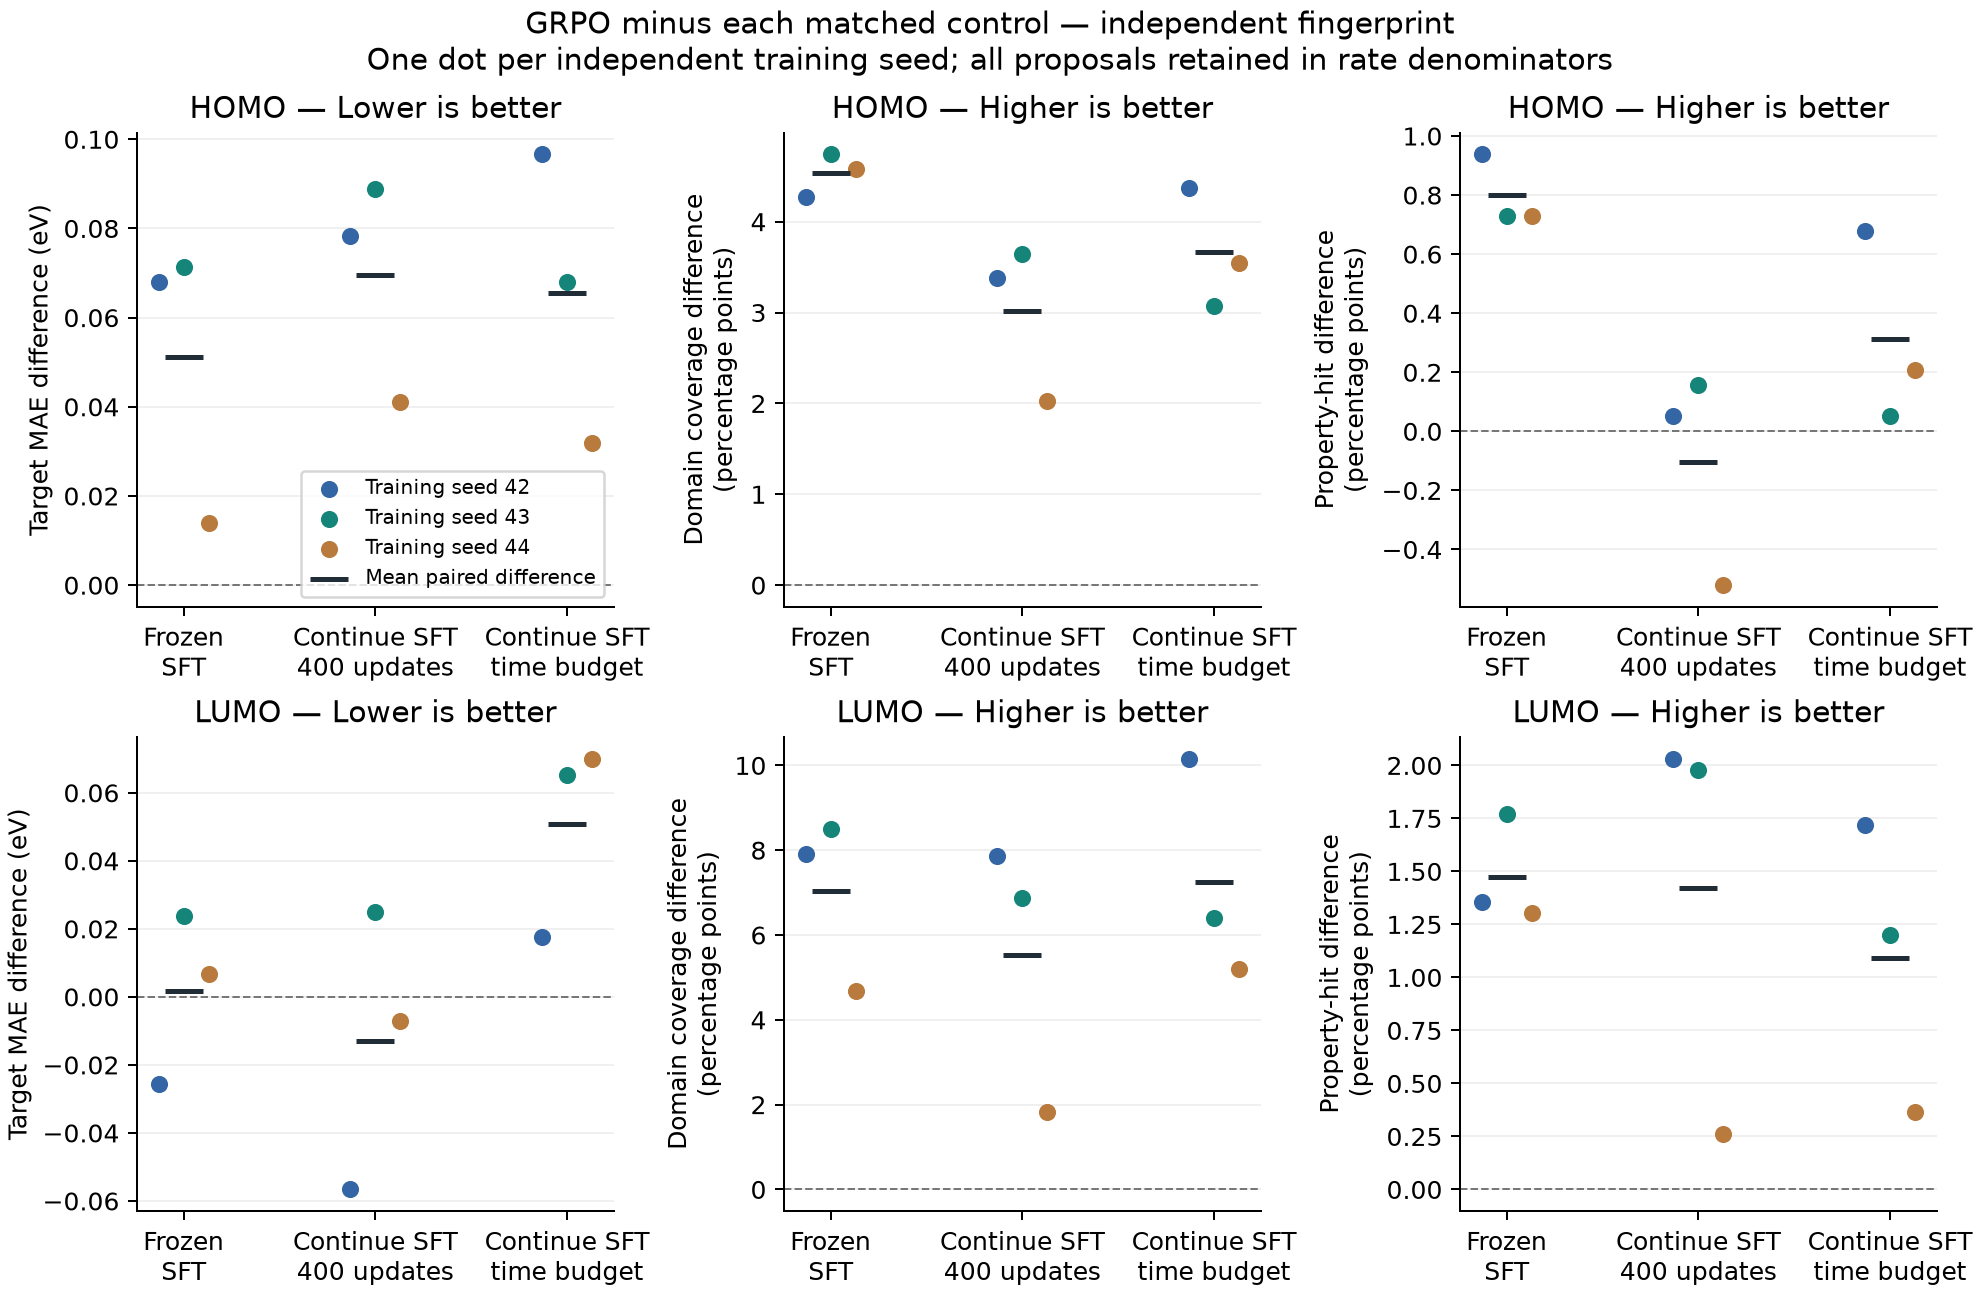 GRPO minus each matched control — independent fingerprint
One dot per independent training seed; all proposals retained in rate denominators
HOMO — Lower is better
Target MAE difference (eV)
0.10
0.08
0.06
0.04
0.02
0.00
Training seed 42
Training seed 43
Training seed 44
Mean paired difference
Frozen
SFT
Continue SFT
400 updates
Continue SFT
time budget
HOMO — Higher is better
Domain coverage difference
(percentage points)
4
3
2
1
0
Frozen
SFT
Continue SFT
400 updates
Continue SFT
time budget
HOMO — Higher is better
Property-hit difference
(percentage points)
1.0
0.8
0.6
0.4
0.2
0.0
−0.2
−0.4
Frozen
SFT
Continue SFT
400 updates
Continue SFT
time budget
LUMO — Lower is better
Target MAE difference (eV)
0.06
0.04
0.02
0.00
−0.02
−0.04
−0.06
Frozen
SFT
Continue SFT
400 updates
Continue SFT
time budget
LUMO — Higher is better
Domain coverage difference
(percentage points)
10
8
6
4
2
0
Frozen
SFT
Continue SFT
400 updates
Continue SFT
time budget
LUMO — Higher is better
Property-hit difference
(percentage points)
2.00
1.75
1.50
1.25
1.00
0.75
0.50
0.25
0.00
Frozen
SFT
Continue SFT
400 updates
Continue SFT
time budget